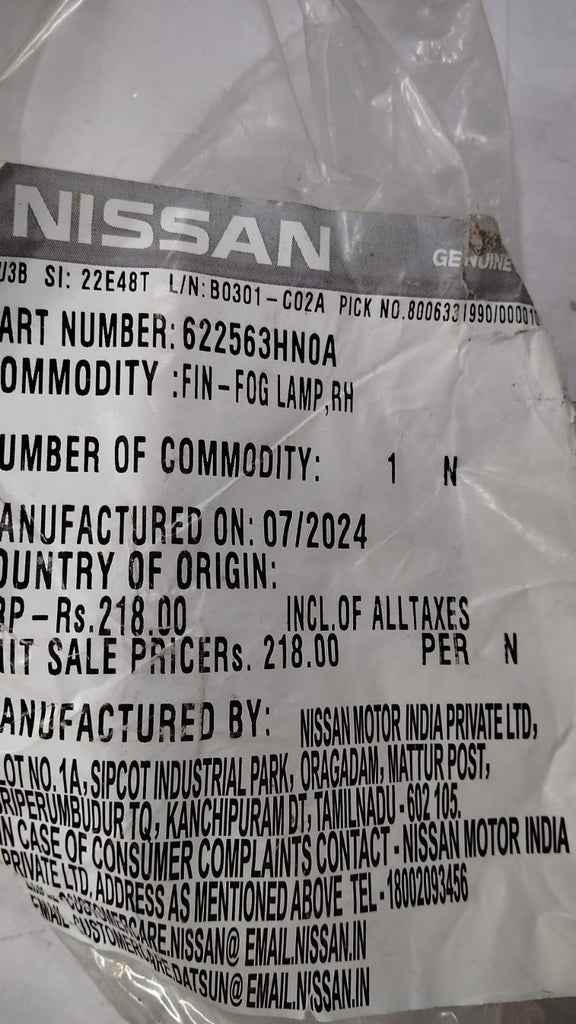 NISSAN
GENUINE
U3B SI: 22E48T L/N: B0301-C02A PICK NO.8006331990/000010
ART NUMBER: 622563HN0A
OMMODITY :FIN-FOG LAMP,RH
UMBER OF COMMODITY: 1 N
ANUFACTURED ON: 07/2024
OUNTRY OF ORIGIN:
RP-Rs.218.00 INCL.OF ALLTAXES
IIT SALE PRICERs. 218.00 PER N
ANUFACTURED BY: NISSAN MOTOR INDIA PRIVATE LTD,
LOT NO. 1A, SIPCOT INDUSTRIAL PARK, ORAGADAM, MATTUR POST,
RIPERUMBUDUR TQ, KANCHIPURAM DT, TAMILNADU - 602 105.
IN CASE OF CONSUMER COMPLAINTS CONTACT - NISSAN MOTOR INDIA
PRIVATE LTD. ADDRESS AS MENTIONED ABOVE TEL - 18002093456
CUSTOMERCARE.NISSAN@ EMAIL.NISSAN.IN
EMAIL CUSTOMERCARE.DATSUN@ EMAIL.NISSAN.IN